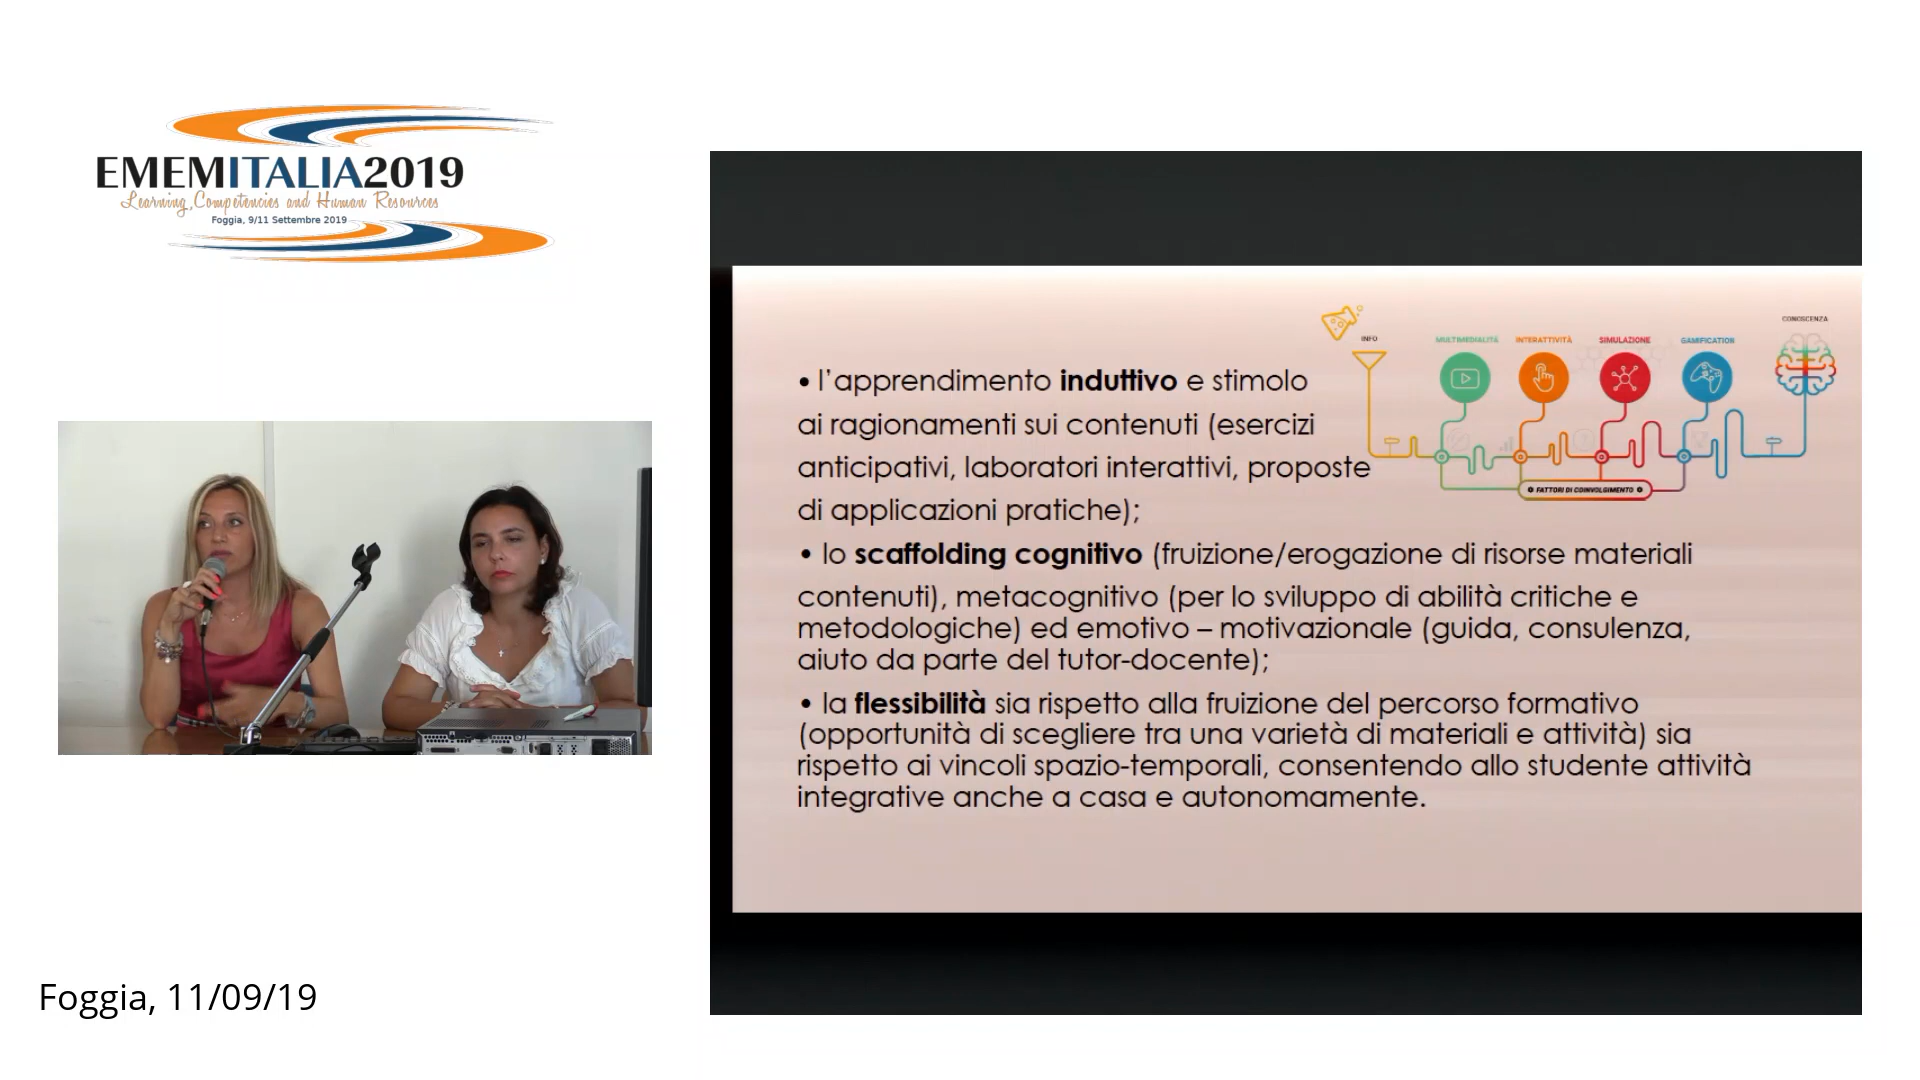 EMEMITALIA2019
Learning, Competencies and Human Resources
Foggia, 9/11 Settembre 2019
CONOSCENZA
INFO
MULTIMEDIALITÀ
INTERATTIVITÀ
SIMULAZIONE
GAMIFICATION
FATTORI DI COINVOLGIMENTO
• l'apprendimento induttivo e stimolo
ai ragionamenti sui contenuti (esercizi
anticipativi, laboratori interattivi, proposte
di applicazioni pratiche);
• lo scaffolding cognitivo (fruizione/erogazione di risorse materiali
contenuti), metacognitivo (per lo sviluppo di abilità critiche e
metodologiche) ed emotivo – motivazionale (guida, consulenza,
aiuto da parte del tutor-docente);
• la flessibilità sia rispetto alla fruizione del percorso formativo
(opportunità di scegliere tra una varietà di materiali e attività) sia
rispetto ai vincoli spazio-temporali, consentendo allo studente attività
integrative anche a casa e autonomamente.
Foggia, 11/09/19